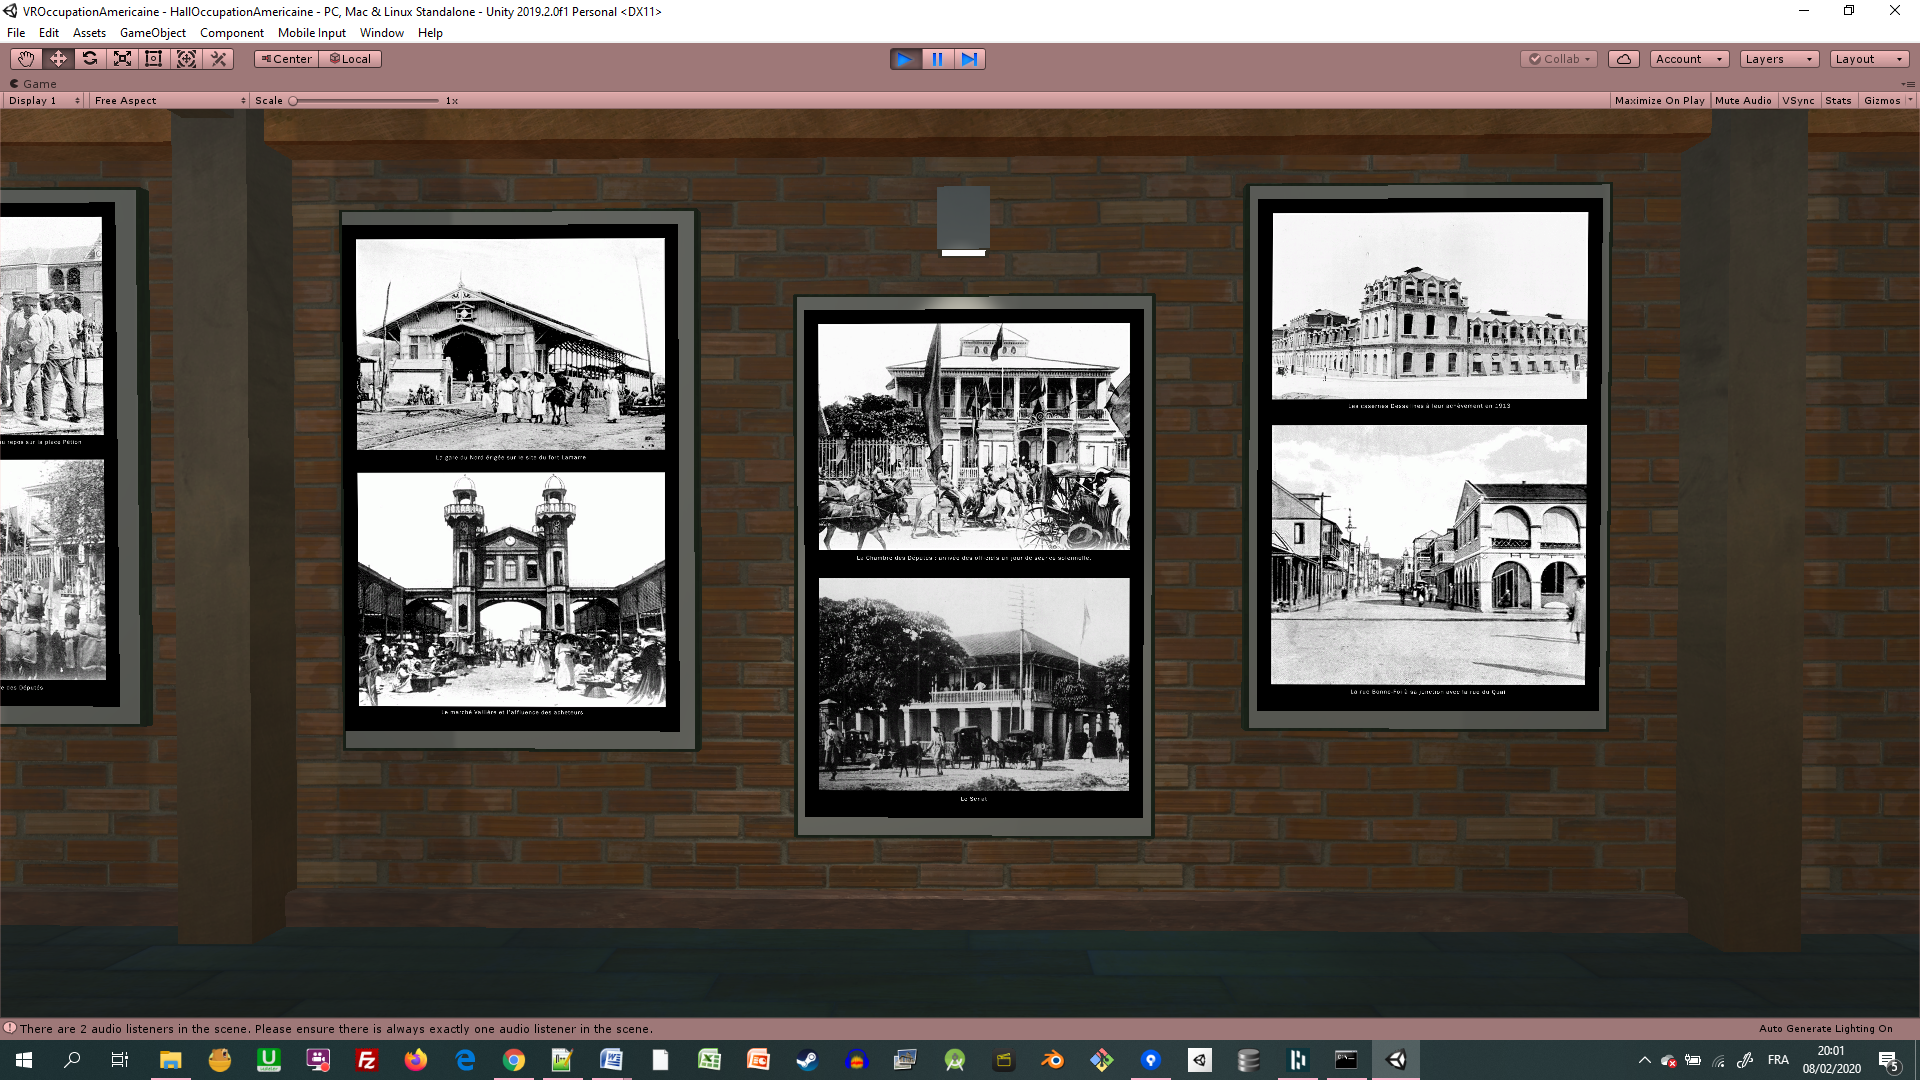 VROccupationAmericaine - HallOccupationAmericaine - PC, Mac & Linux Standalone - Unity 2019.2.0f1 Personal <DX11>
File Edit Assets GameObject Component Mobile Input Window Help
Center Local Collab Account Layers Layout
Game
Display 1 Free Aspect Scale 1x Maximize On Play Mute Audio VSync Stats Gizmos
au repos sur la place Pétion
e des Députés
La gare du Nord érigée sur le site du fort Lamarre
Le marché Vallière et l'affluence des acheteurs
La Chambre des Députés : arrivée des officiers un jour de séance solennelle.
Le Sénat
Les casernes Dessalines à leur achèvement en 1913
La rue Bonne-Foi à sa jonction avec la rue du Quai
There are 2 audio listeners in the scene. Please ensure there is always exactly one audio listener in the scene.
Auto Generate Lighting On
FRA
20:01
08/02/2020
5